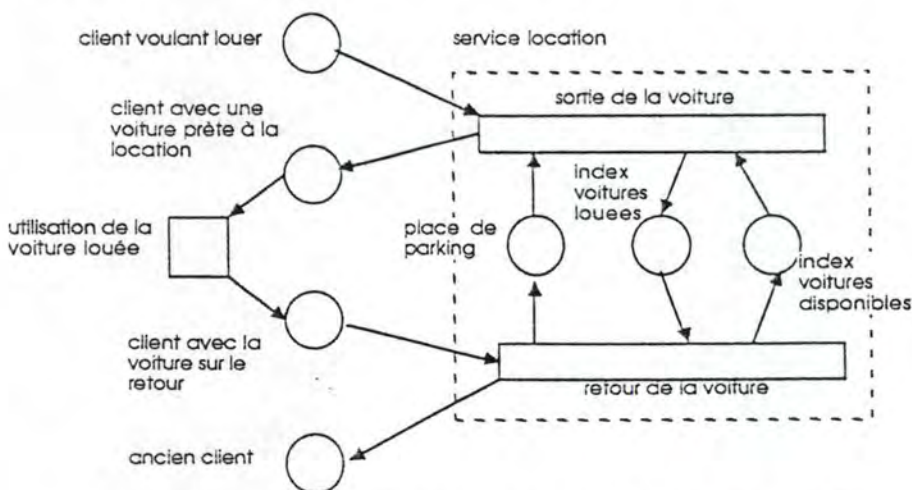 client voulant louer
service location
sortie de la voiture
client avec une
voiture prète à la
location
index
voitures
louees
utilisation de la
voiture louée
place de
parking
index
voitures
disponibles
client avec la
voiture sur le
retour
retour de la voiture
ancien client